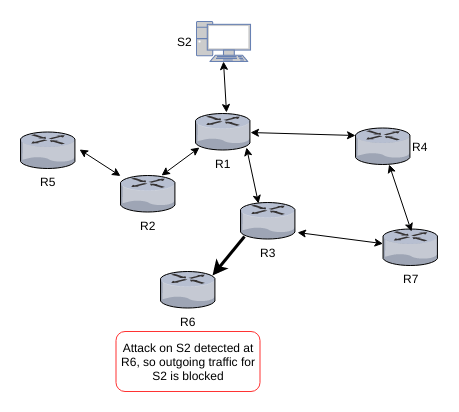 S2
R1
R4
R5
R2
R3
R7
R6
Attack on S2 detected at
R6, so outgoing traffic for
S2 is blocked